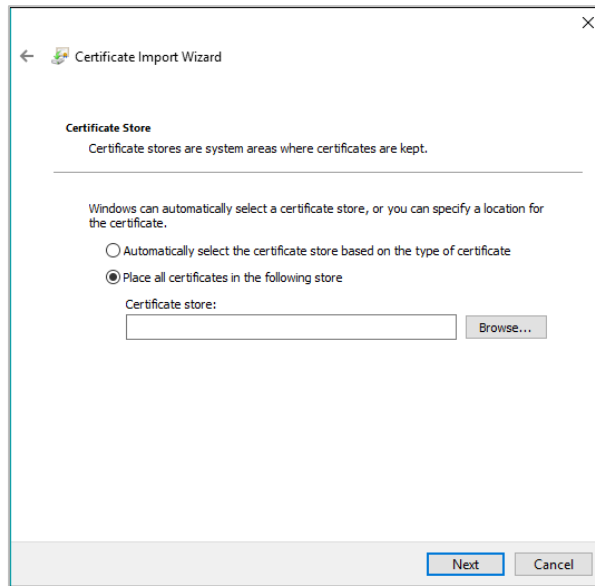 Certificate Import Wizard
Certificate Store
Certificate stores are system areas where certificates are kept.
Windows can automatically select a certificate store, or you can specify a location for
the certificate.
Automatically select the certificate store based on the type of certificate
Place all certificates in the following store
Certificate store:
Browse...
Next
Cancel